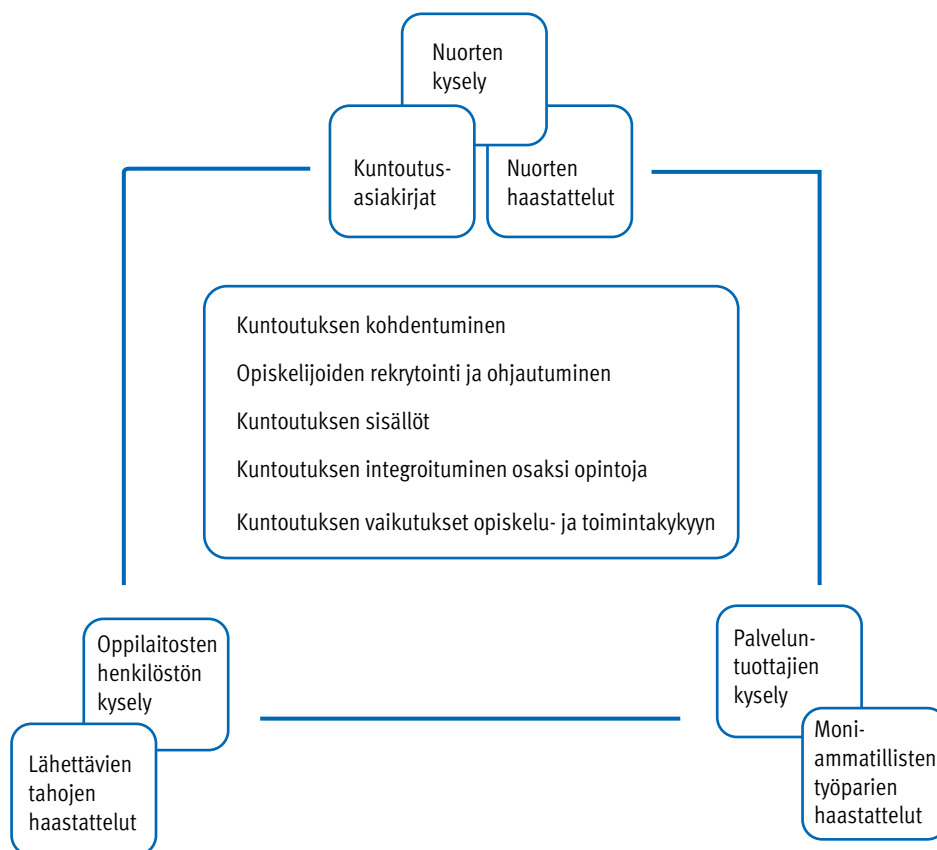 Nuorten
kysely
Kuntoutus-
asiakirjat
Nuorten
haastattelut
Kuntoutuksen kohdentuminen
Opiskelijoiden rekrytointi ja ohjautuminen
Kuntoutuksen sisällöt
Kuntoutuksen integroituminen osaksi opintoja
Kuntoutuksen vaikutukset opiskelu- ja toimintakykyyn
Oppilaitosten
henkilöstön
kysely
Lähettävien
tahojen
haastattelut
Palvelun-
tuottajien
kysely
Moni-
ammatillisten
työparien
haastattelut